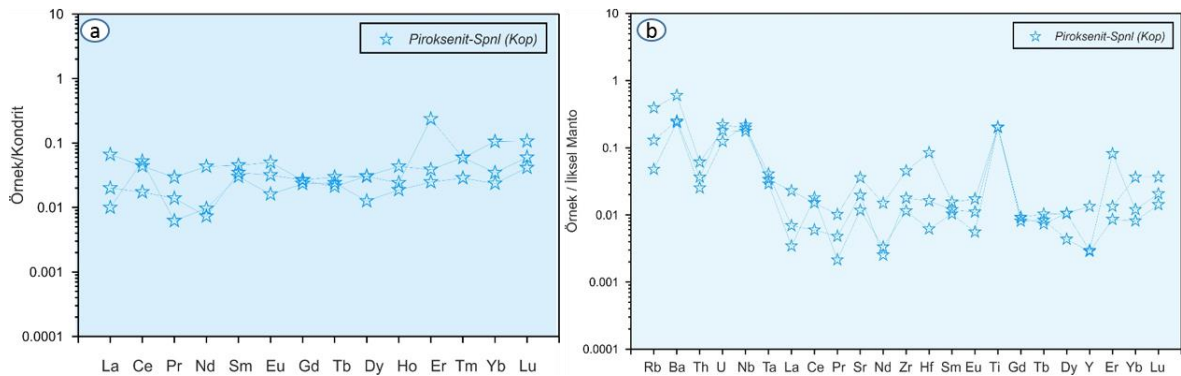 a
Piroksenit-Spnl (Kop)
Örnek/Kondrit
10
1
0.1
0.01
0.001
0.0001
La Ce Pr Nd Sm Eu Gd Tb Dy Ho Er Tm Yb Lu
b
Piroksenit-Spnl (Kop)
Örnek / İlksel Manto
10
1
0.1
0.01
0.001
0.0001
Rb Ba Th U Nb Ta La Ce Pr Sr Nd Zr Hf Sm Eu Ti Gd Tb Dy Y Er Yb Lu